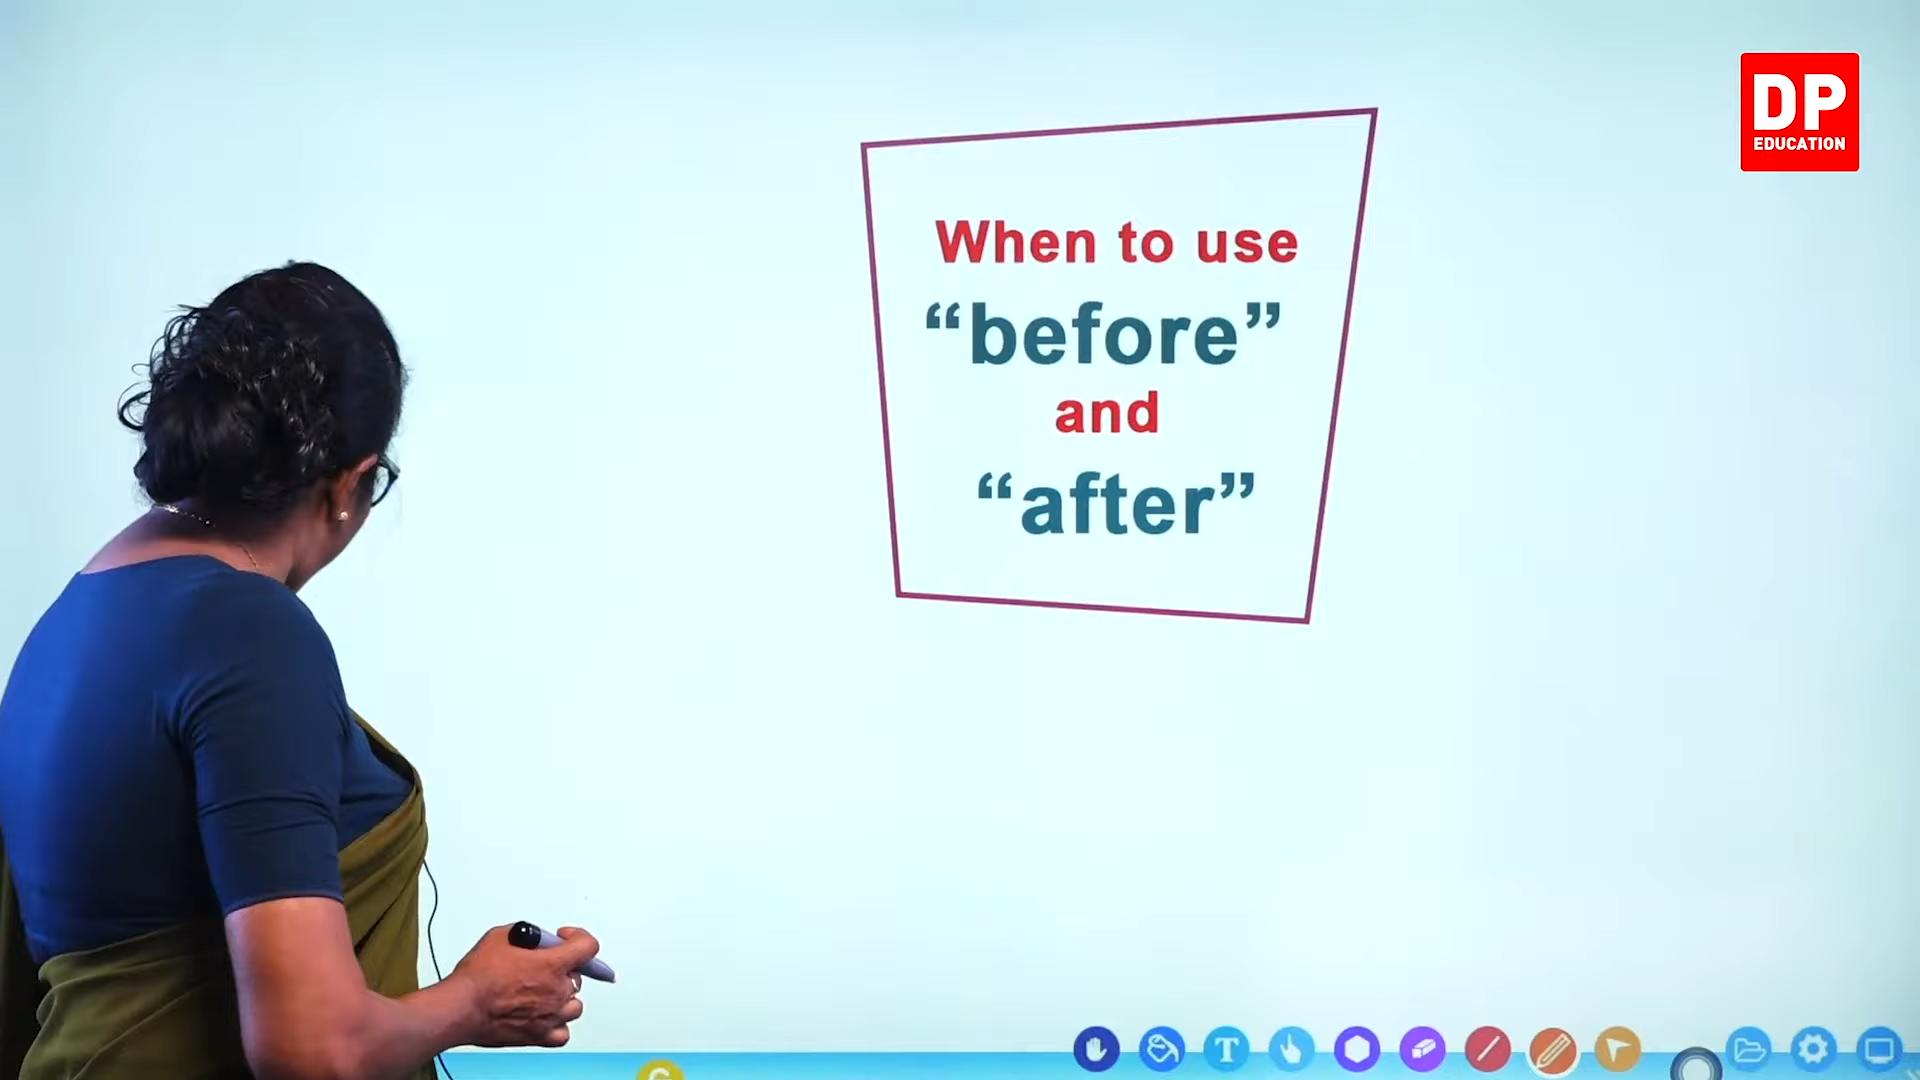 DP
EDUCATION
When to use
“before”
and
“after”
T